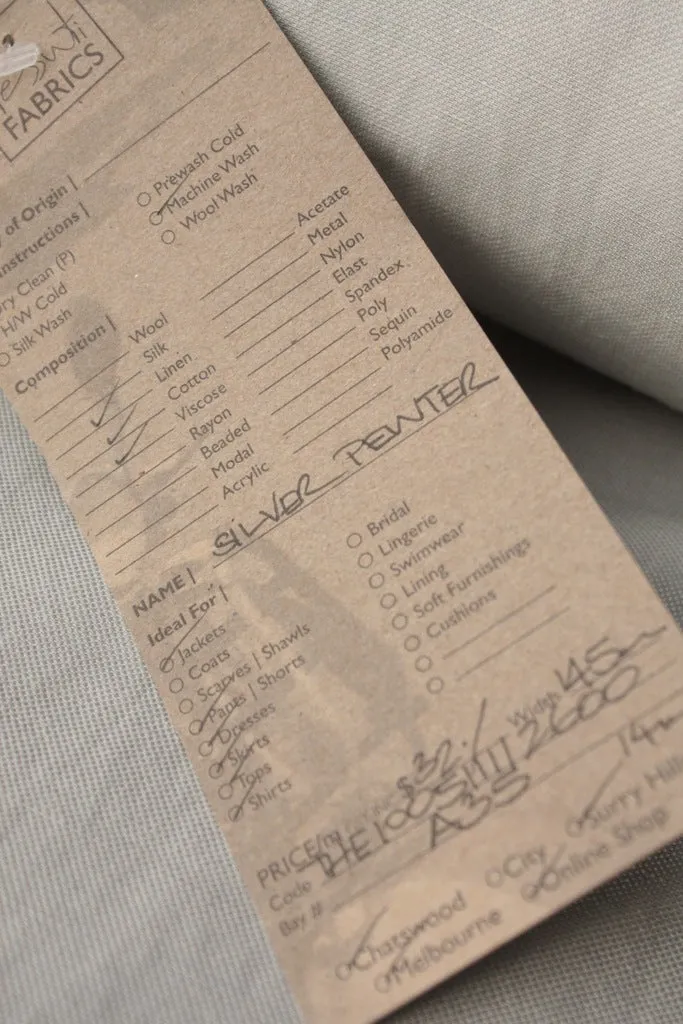 FABRICS
of Origin |
Instructions |
Prewash Cold
Machine Wash
Wool Wash
Dry Clean (P)
H/W Cold
Silk Wash
Composition |
Wool
Silk
Linen
Cotton
Viscose
Rayon
Beaded
Modal
Acrylic
Acetate
Metal
Nylon
Elast
Spandex
Poly
Sequin
Polyamide
NAME | SILVER PEWTER
Ideal For |
Jackets
Coats
Scarves | Shawls
Pants | Shorts
Dresses
Skirts
Tops
Shirts
Bridal
Lingerie
Swimwear
Lining
Soft Furnishings
Cushions
PRICE/m $32. Width 145
Code 2600
Bay # A35
Chatswood
City
Surry Hills
Melbourne
Online Shop